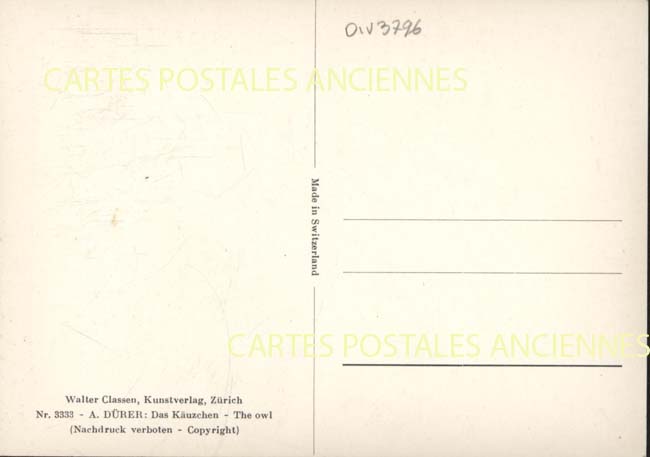 DIV3796
CARTES POSTALES ANCIENNES
Made in Switzerland
CARTES POSTALES ANCIENNES
Walter Classen, Kunstverlag, Zürich
Nr. 3333 - A. DÜRER: Das Käuzchen - The owl
(Nachdruck verboten - Copyright)